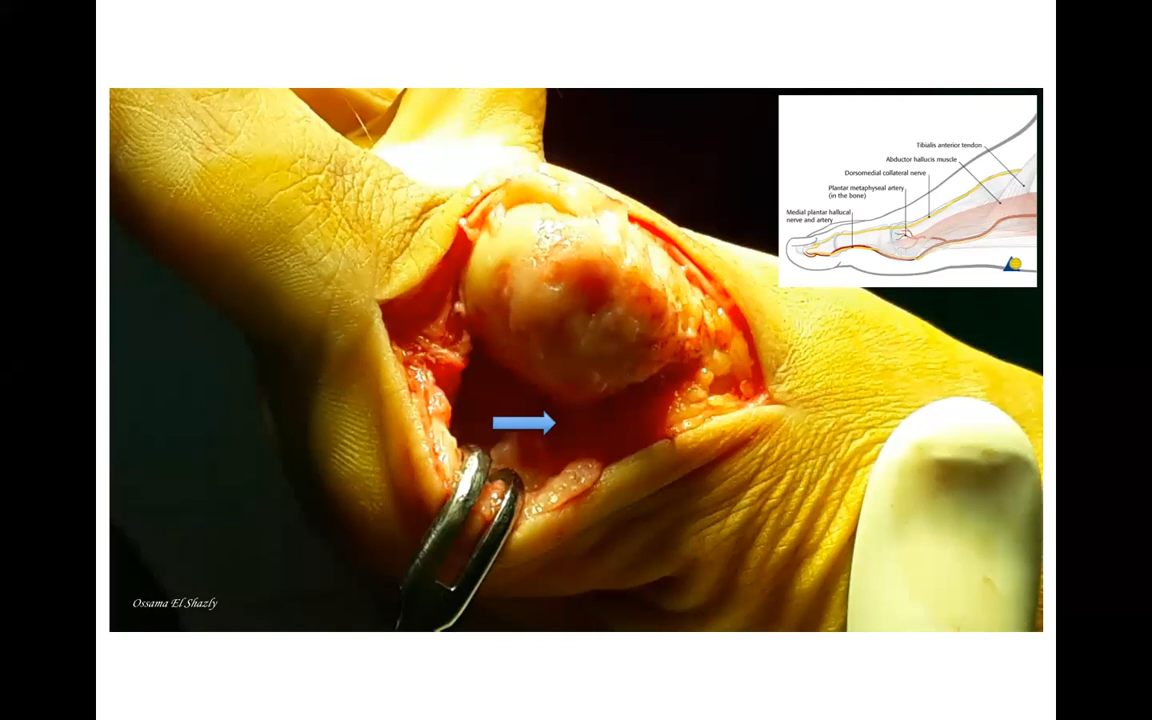 Tibialis anterior tendon
Abductor hallucis muscle
Dorsomedial collateral nerve
Plantar metaphyseal artery
(in the bone)
Medial plantar hallucal
nerve and artery
Ossama El Shazly